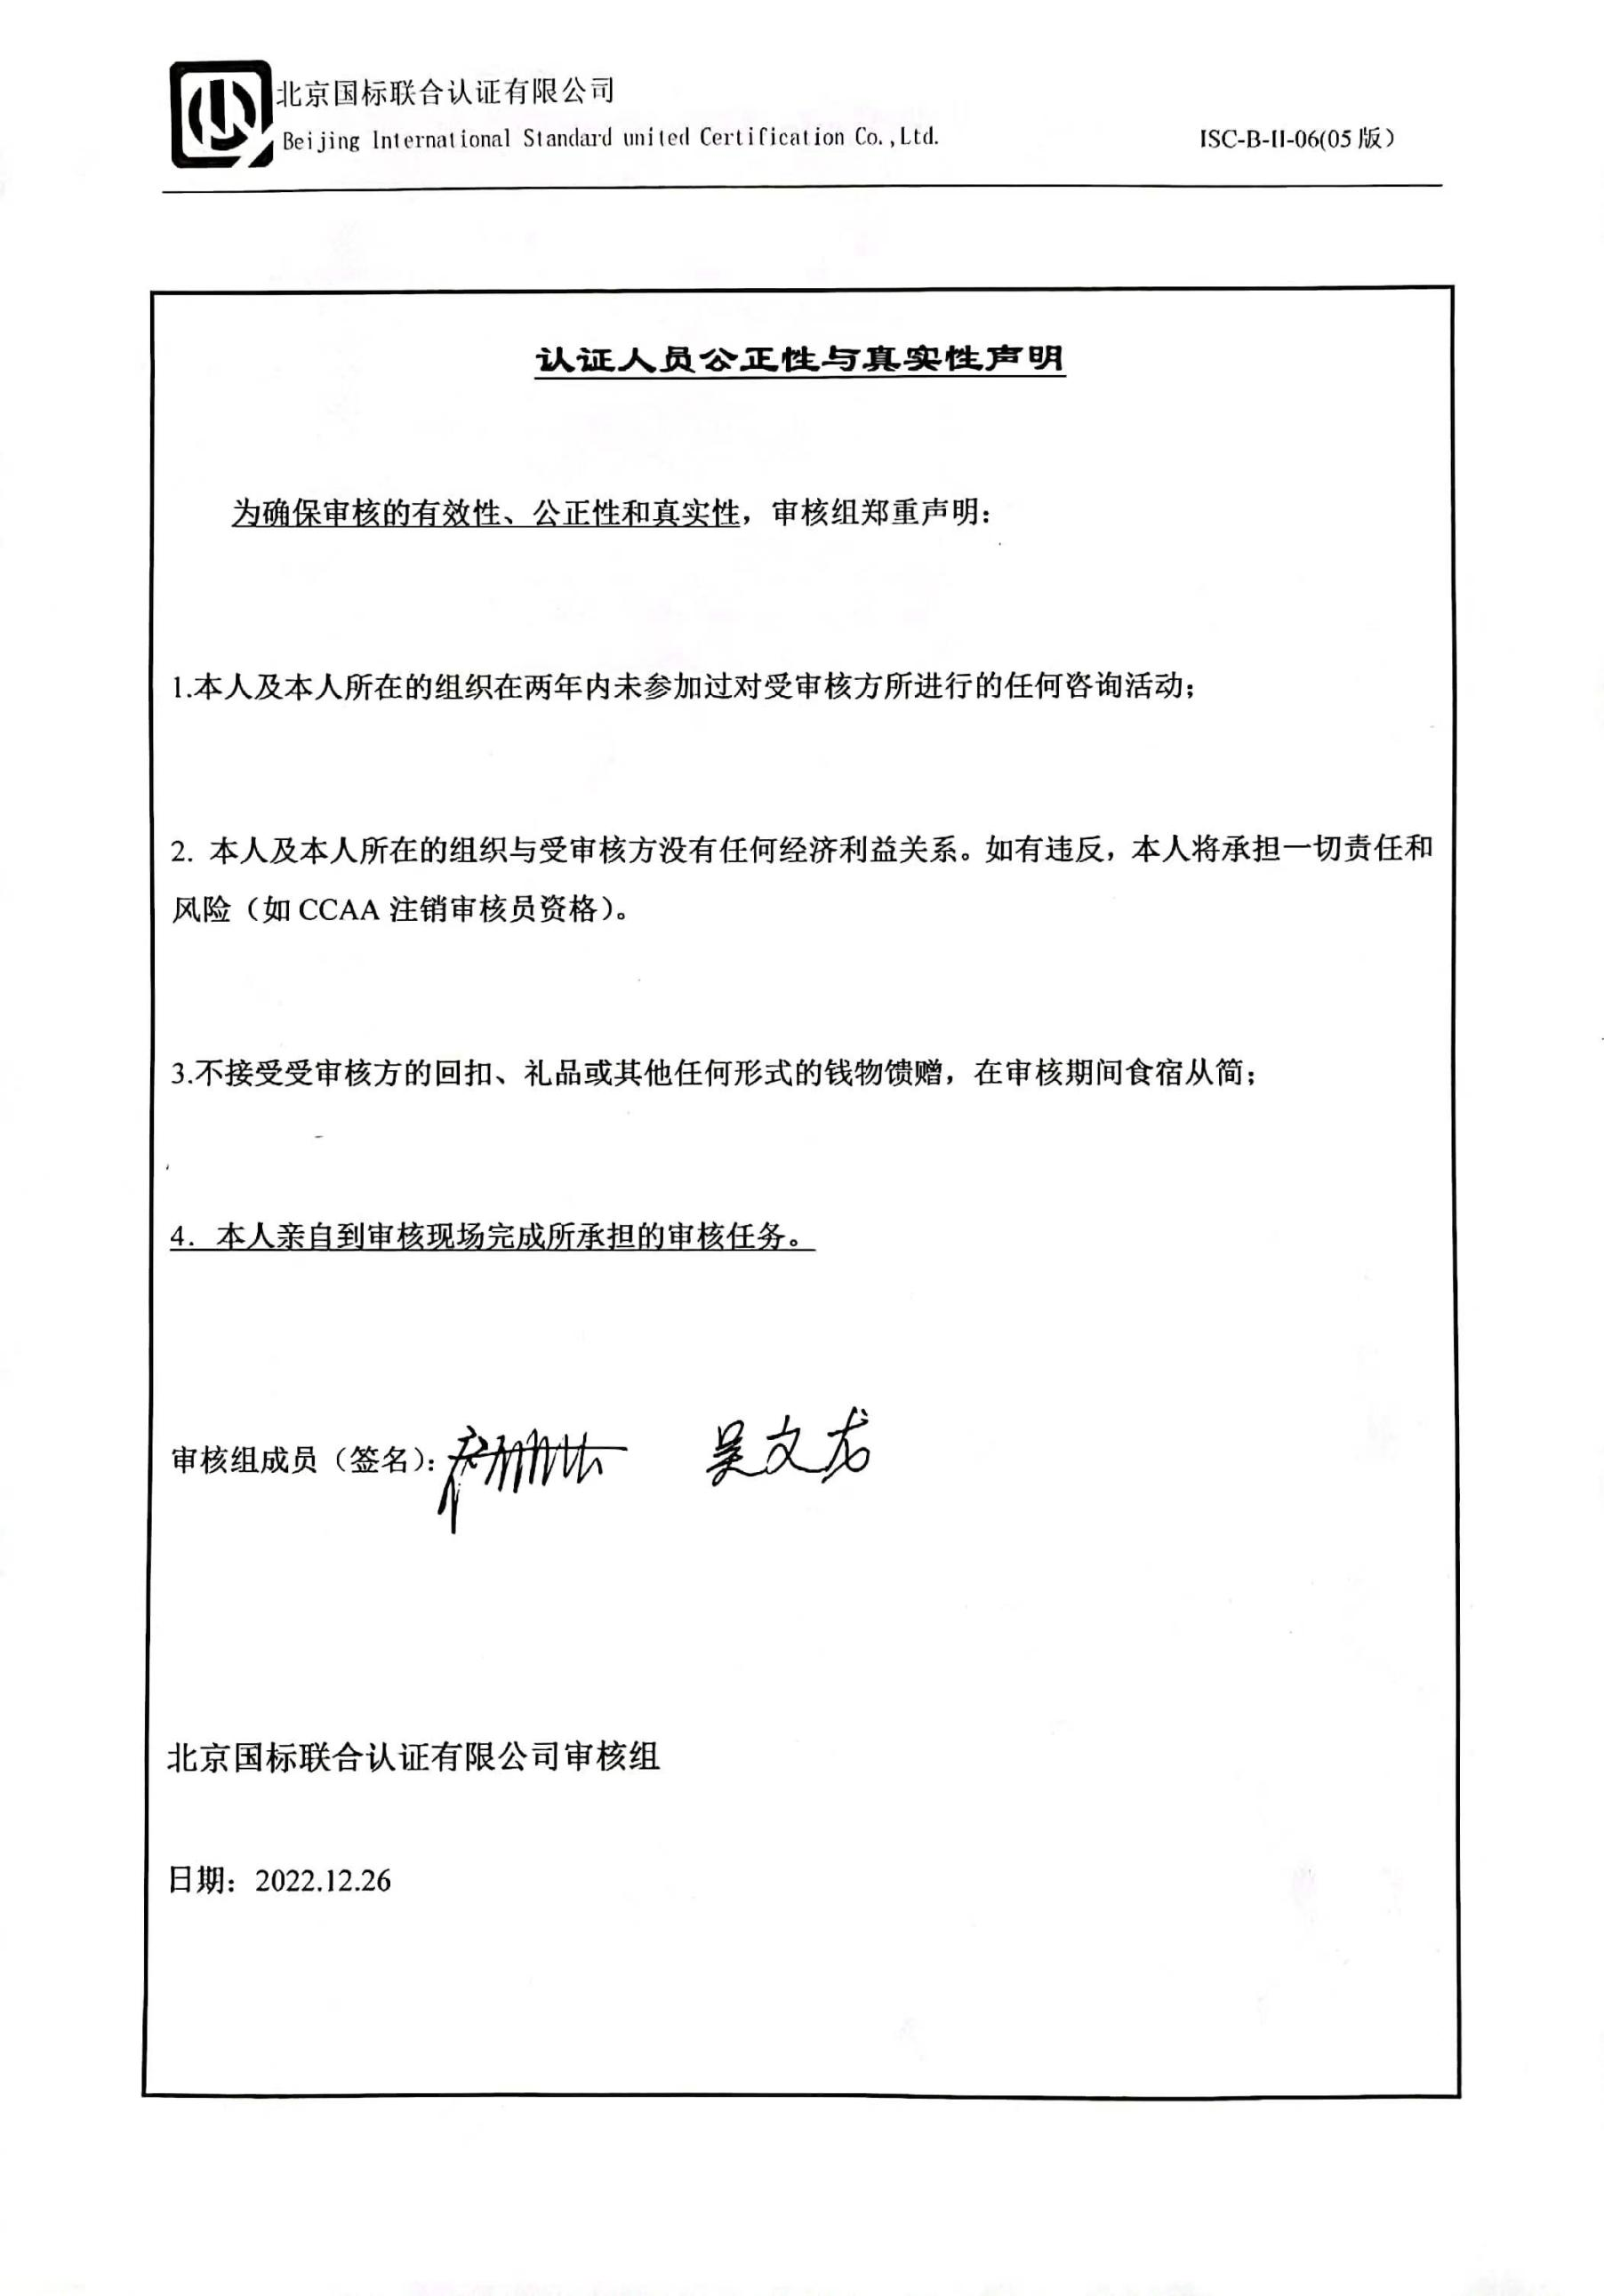 北京国标联合认证有限公司
Beijing International Standard united Certification Co.,Ltd.
ISC-B-II-06(05版）
认证人员公正性与真实性声明
为确保审核的有效性、公正性和真实性，审核组郑重声明：
1.本人及本人所在的组织在两年内未参加过对受审核方所进行的任何咨询活动；
2. 本人及本人所在的组织与受审核方没有任何经济利益关系。如有违反，本人将承担一切责任和
风险（如 CCAA 注销审核员资格）。
3.不接受受审核方的回扣、礼品或其他任何形式的钱物馈赠，在审核期间食宿从简；
4. 本人亲自到审核现场完成所承担的审核任务。
审核组成员（签名）： 吴文龙
北京国标联合认证有限公司审核组
日期：2022.12.26